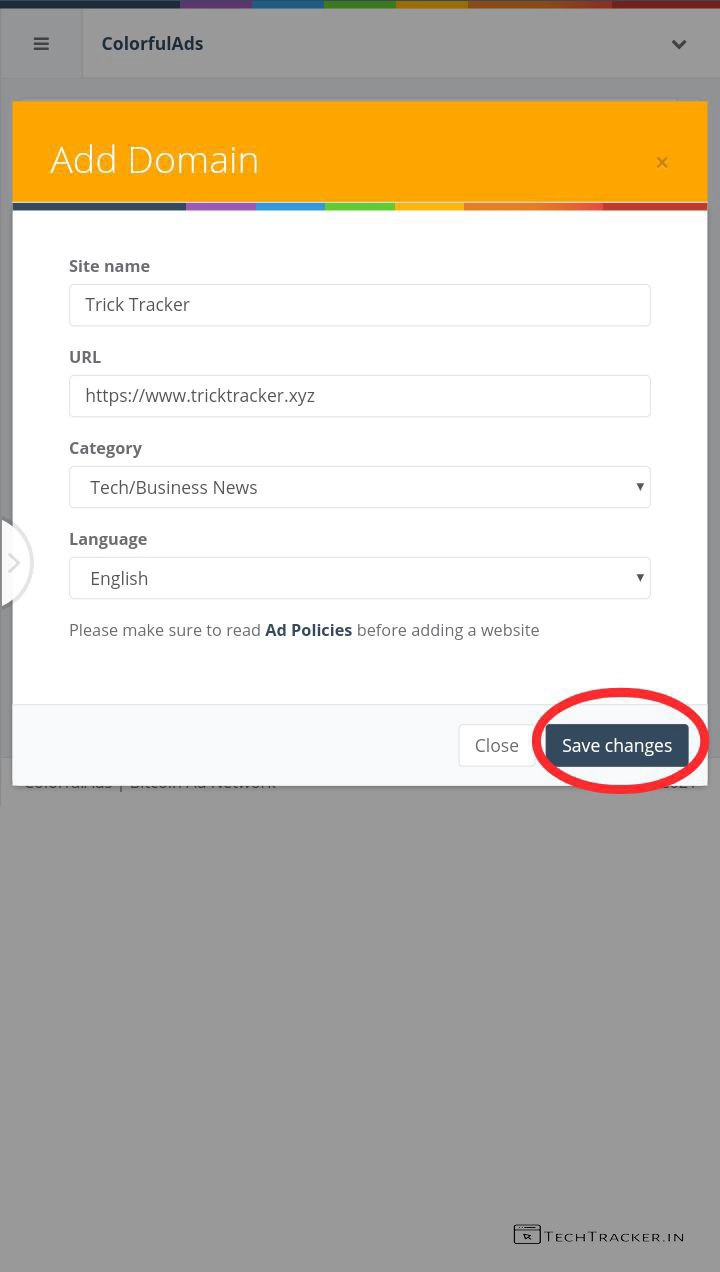 ColorfulAds
Add Domain
×
Site name
Trick Tracker
URL
https://www.tricktracker.xyz
Category
Tech/Business News
Language
English
Please make sure to read Ad Policies before adding a website
Close
Save changes
ColorfulAds | Bitcoin Ad Network
2021
TECHTRACKER.IN